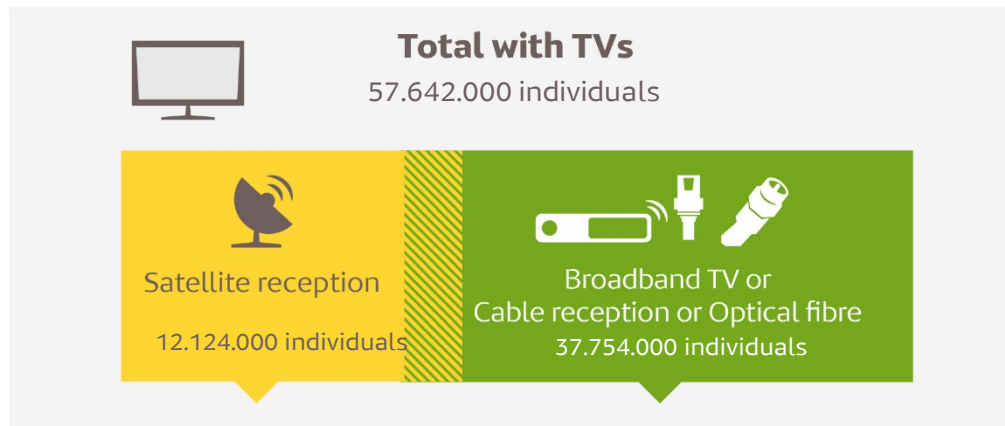 Total with TVs
57.642.000 individuals
Satellite reception
12.124.000 individuals
Broadband TV or
Cable reception or Optical fibre
37.754.000 individuals